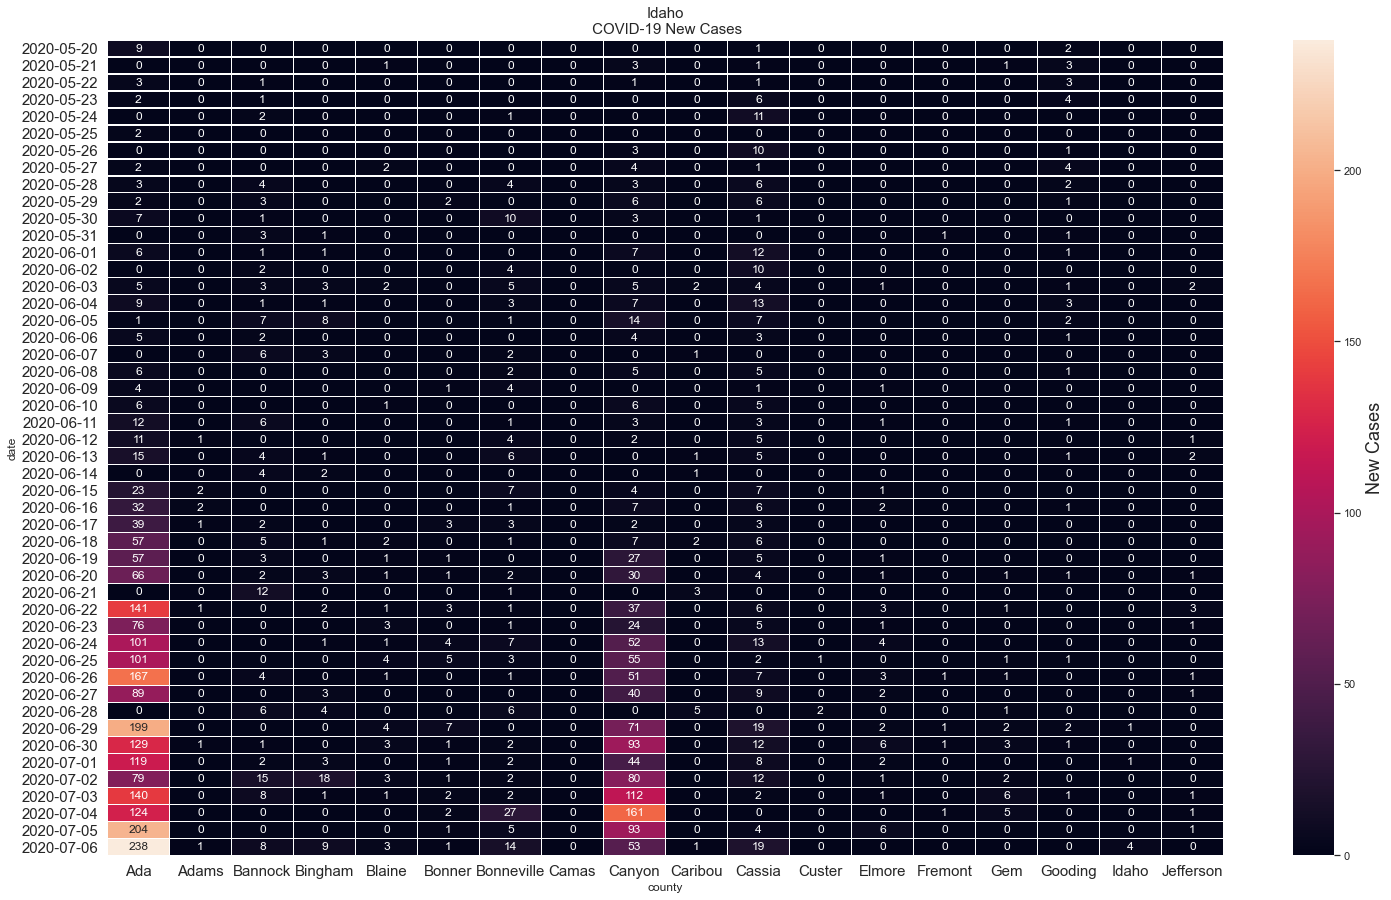 Idaho
COVID-19 New Cases
2020-05-20 9 0 0 0 0 0 0 0 0 0 1 0 0 0 0 2 0 0
2020-05-21 0 0 0 0 1 0 0 0 3 0 1 0 0 0 1 3 0 0
2020-05-22 3 0 1 0 0 0 0 0 1 0 1 0 0 0 0 3 0 0
2020-05-23 2 0 1 0 0 0 0 0 0 0 6 0 0 0 0 4 0 0
2020-05-24 0 0 2 0 0 0 1 0 0 0 11 0 0 0 0 0 0 0
2020-05-25 2 0 0 0 0 0 0 0 0 0 0 0 0 0 0 0 0 0
2020-05-26 0 0 0 0 0 0 0 0 3 0 10 0 0 0 0 1 0 0
2020-05-27 2 0 0 0 2 0 0 0 4 0 1 0 0 0 0 4 0 0
2020-05-28 3 0 4 0 0 0 4 0 3 0 6 0 0 0 0 2 0 0
2020-05-29 2 0 3 0 0 2 0 0 6 0 6 0 0 0 0 1 0 0
2020-05-30 7 0 1 0 0 0 10 0 3 0 1 0 0 0 0 0 0 0
2020-05-31 0 0 3 1 0 0 0 0 0 0 0 0 0 1 0 1 0 0
2020-06-01 6 0 1 1 0 0 0 0 7 0 12 0 0 0 0 1 0 0
2020-06-02 0 0 2 0 0 0 4 0 0 0 10 0 0 0 0 0 0 0
2020-06-03 5 0 3 3 2 0 5 0 5 2 4 0 1 0 0 1 0 2
2020-06-04 9 0 1 1 0 0 3 0 7 0 13 0 0 0 0 3 0 0
2020-06-05 1 0 7 8 0 0 1 0 14 0 7 0 0 0 0 2 0 0
2020-06-06 5 0 2 0 0 0 0 0 4 0 3 0 0 0 0 1 0 0
2020-06-07 0 0 6 3 0 0 2 0 0 1 0 0 0 0 0 0 0 0
2020-06-08 6 0 0 0 0 0 2 0 5 0 5 0 0 0 0 1 0 0
2020-06-09 4 0 0 0 0 1 4 0 0 0 1 0 1 0 0 0 0 0
2020-06-10 6 0 0 0 1 0 0 0 6 0 5 0 0 0 0 0 0 0
2020-06-11 12 0 6 0 0 0 1 0 3 0 3 0 1 0 0 1 0 0
2020-06-12 11 1 0 0 0 0 4 0 2 0 5 0 0 0 0 0 0 1
2020-06-13 15 0 4 1 0 0 6 0 0 1 5 0 0 0 0 1 0 2
2020-06-14 0 0 4 2 0 0 0 0 0 1 0 0 0 0 0 0 0 0
2020-06-15 23 2 0 0 0 0 7 0 4 0 7 0 1 0 0 0 0 0
2020-06-16 32 2 0 0 0 0 1 0 7 0 6 0 2 0 0 1 0 0
2020-06-17 39 1 2 0 0 3 3 0 2 0 3 0 0 0 0 0 0 0
2020-06-18 57 0 5 1 2 0 1 0 7 2 6 0 0 0 0 0 0 0
2020-06-19 57 0 3 0 1 1 0 0 27 0 5 0 1 0 0 0 0 0
2020-06-20 66 0 2 3 1 1 2 0 30 0 4 0 1 0 1 1 0 1
2020-06-21 0 0 12 0 0 0 1 0 0 3 0 0 0 0 0 0 0 0
2020-06-22 141 1 0 2 1 3 1 0 37 0 6 0 3 0 1 0 0 3
2020-06-23 76 0 0 0 3 0 1 0 24 0 5 0 1 0 0 0 0 1
2020-06-24 101 0 0 1 1 4 7 0 52 0 13 0 4 0 0 0 0 0
2020-06-25 101 0 0 0 4 5 3 0 55 0 2 1 0 0 1 1 0 0
2020-06-26 167 0 4 0 1 0 1 0 51 0 7 0 3 1 1 0 0 1
2020-06-27 89 0 0 3 0 0 0 0 40 0 9 0 2 0 0 0 0 1
2020-06-28 0 0 6 4 0 0 6 0 0 5 0 2 0 0 1 0 0 0
2020-06-29 199 0 0 0 4 7 0 0 71 0 19 0 2 1 2 2 1 0
2020-06-30 129 1 1 0 3 1 2 0 93 0 12 0 6 1 3 1 0 0
2020-07-01 119 0 2 3 0 1 2 0 44 0 8 0 2 0 0 0 1 0
2020-07-02 79 0 15 18 3 1 2 0 80 0 12 0 1 0 2 0 0 0
2020-07-03 140 0 8 1 1 2 2 0 112 0 2 0 1 0 6 1 0 1
2020-07-04 124 0 0 0 0 2 27 0 161 0 0 0 0 1 5 0 0 1
2020-07-05 204 0 0 0 0 1 5 0 93 0 4 0 6 0 0 0 0 1
2020-07-06 238 1 8 9 3 1 14 0 53 1 19 0 0 0 0 0 4 0
Ada Adams Bannock Bingham Blaine Bonner Bonneville Camas Canyon Caribou Cassia Custer Elmore Fremont Gem Gooding Idaho Jefferson
county
date
200
150
100
50
0
New Cases